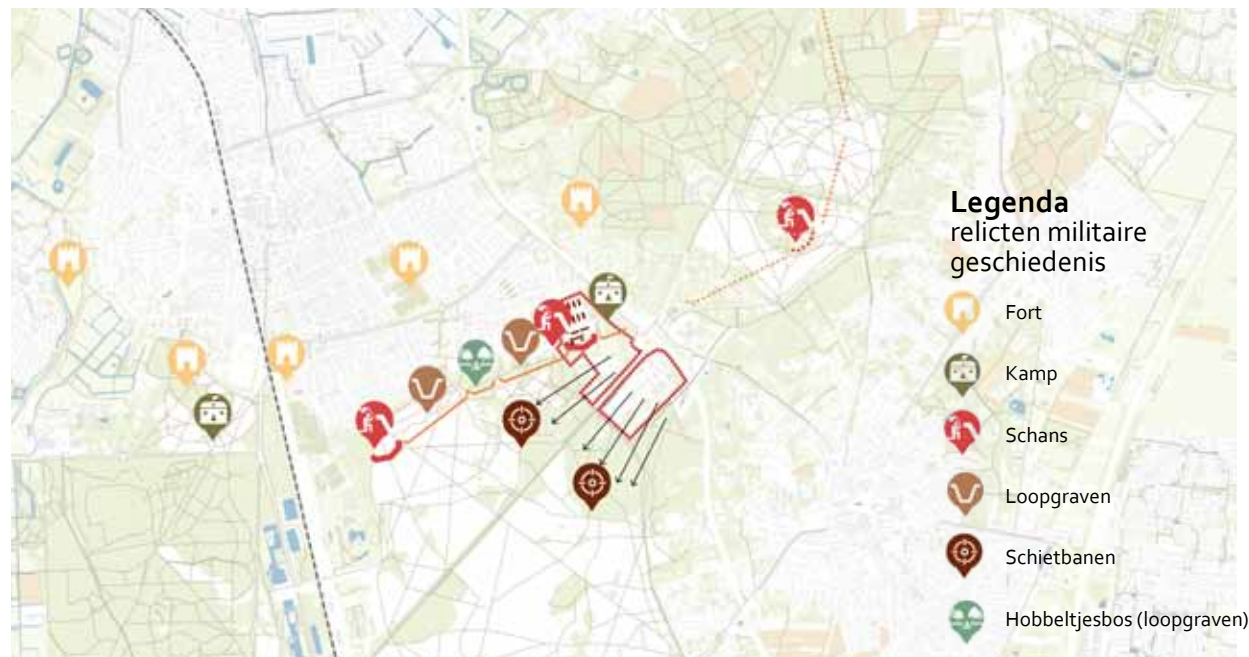 Legenda
relicten militaire
geschiedenis
Fort
Kamp
Schans
Loopgraven
Schietbanen
Hobbeltjesbos (loopgraven)